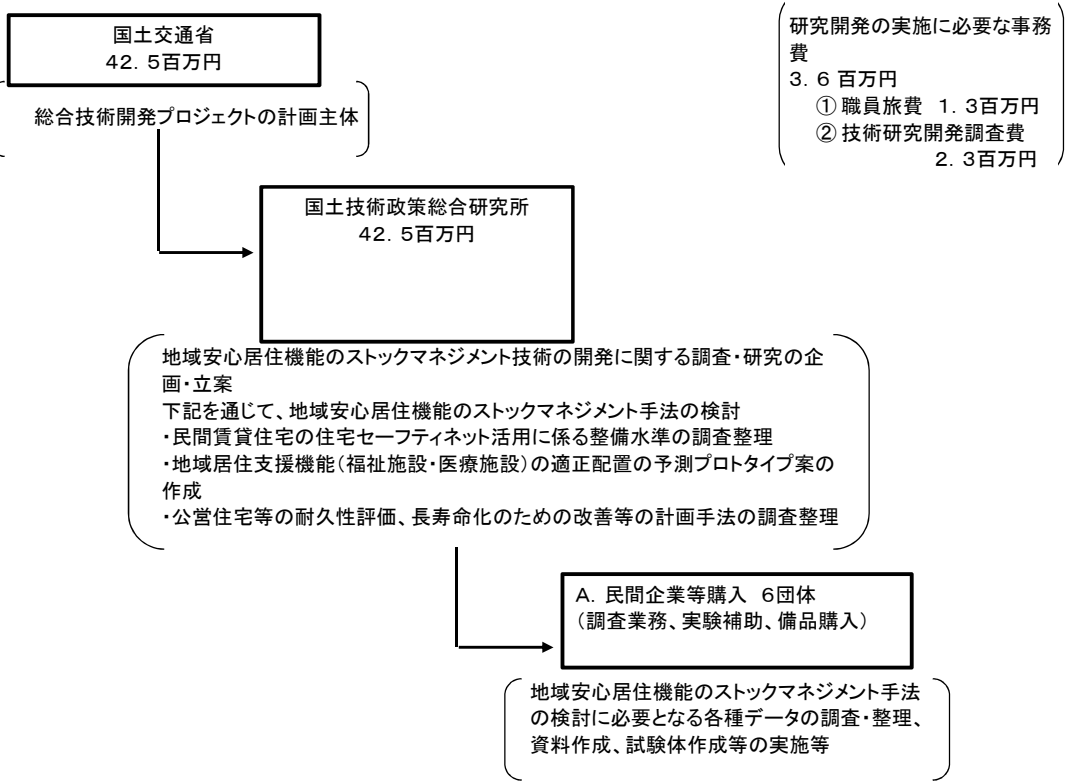 国土交通省
42．5百万円
総合技術開発プロジェクトの計画主体
研究開発の実施に必要な事務
費
3．6 百万円
① 職員旅費　1．3百万円
② 技術研究開発調査費
2．3百万円
国土技術政策総合研究所
42．5百万円
地域安心居住機能のストックマネジメント技術の開発に関する調査・研究の企
画・立案
下記を通じて、地域安心居住機能のストックマネジメント手法の検討
・民間賃貸住宅の住宅セーフティネット活用に係る整備水準の調査整理
・地域居住支援機能（福祉施設・医療施設）の適正配置の予測プロトタイプ案の
作成
・公営住宅等の耐久性評価、長寿命化のための改善等の計画手法の調査整理
A．民間企業等購入　6団体
（調査業務、実験補助、備品購入）
地域安心居住機能のストックマネジメント手法
の検討に必要となる各種データの調査・整理、
資料作成、試験体作成等の実施等